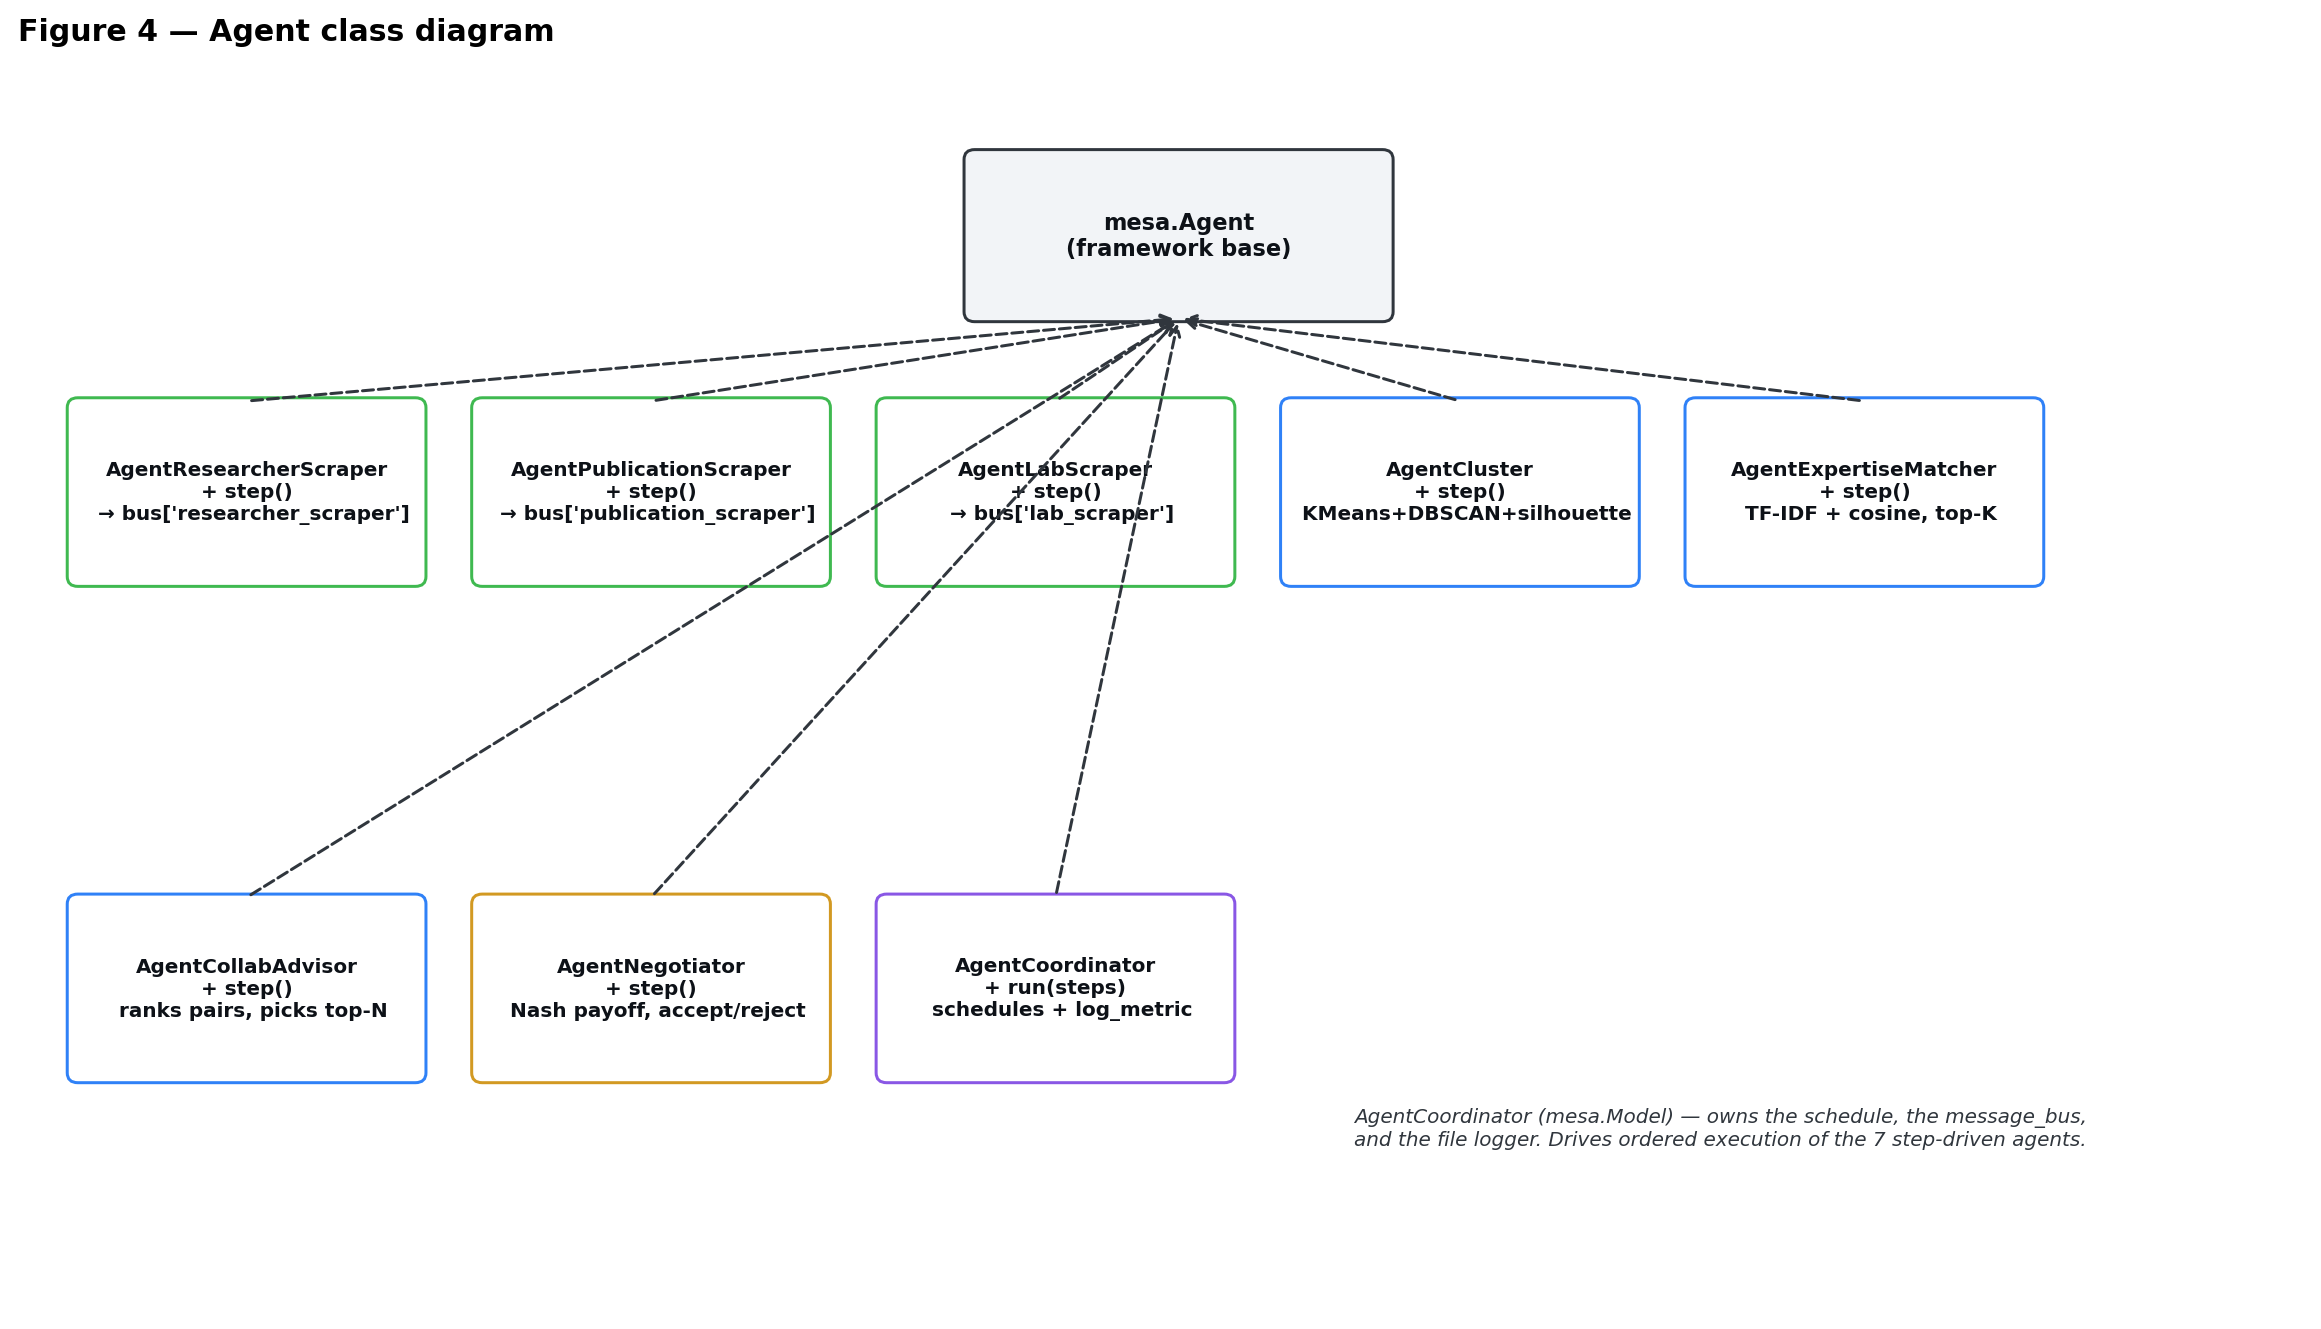 Figure 4 — Agent class diagram
mesa.Agent
(framework base)
AgentResearcherScraper
+ step()
→ bus['researcher_scraper']
AgentPublicationScraper
+ step()
→ bus['publication_scraper']
AgentLabScraper
+ step()
→ bus['lab_scraper']
AgentCluster
+ step()
KMeans+DBSCAN+silhouette
AgentExpertiseMatcher
+ step()
TF-IDF + cosine, top-K
AgentCollabAdvisor
+ step()
ranks pairs, picks top-N
AgentNegotiator
+ step()
Nash payoff, accept/reject
AgentCoordinator
+ run(steps)
schedules + log_metric
AgentCoordinator (mesa.Model) — owns the schedule, the message_bus,
and the file logger. Drives ordered execution of the 7 step-driven agents.